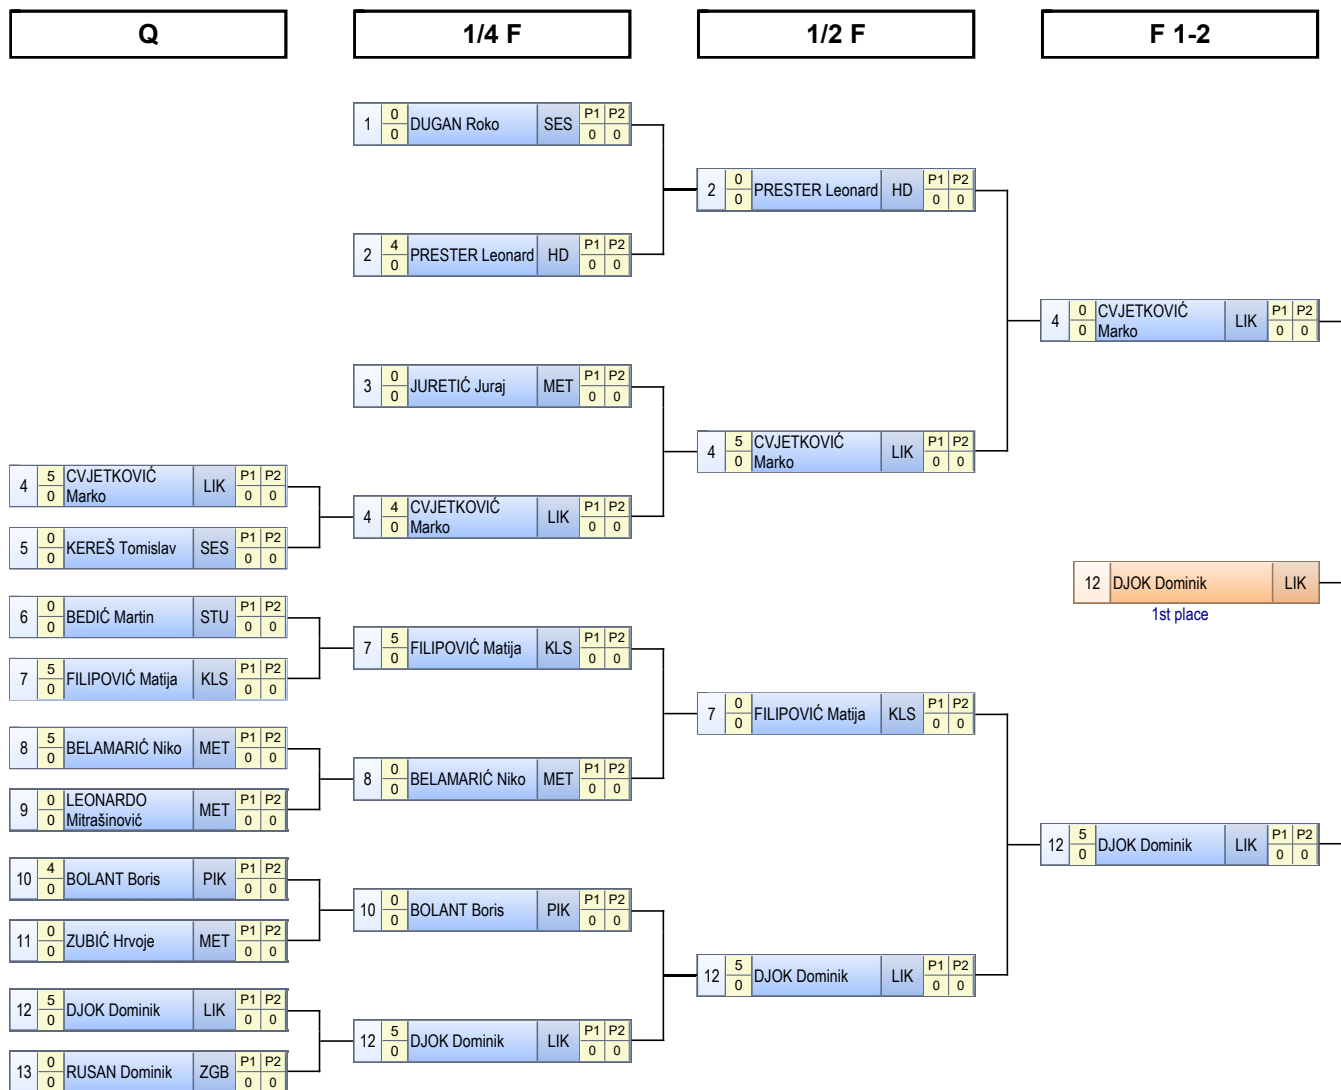 Q
1/4 F
1/2 F
F 1-2
1 0 0 DUGAN Roko SES P1 P2 0 0
2 4 0 PRESTER Leonard HD P1 P2 0 0
3 0 0 JURETIĆ Juraj MET P1 P2 0 0
4 4 0 CVJETKOVIĆ
Marko LIK P1 P2 0 0
7 5 0 FILIPOVIĆ Matija KLS P1 P2 0 0
8 0 0 BELAMARIĆ Niko MET P1 P2 0 0
10 0 0 BOLANT Boris PIK P1 P2 0 0
12 5 0 DJOK Dominik LIK P1 P2 0 0
4 5 0 CVJETKOVIĆ
Marko LIK P1 P2 0 0
5 0 0 KEREŠ Tomislav SES P1 P2 0 0
6 0 0 BEDIĆ Martin STU P1 P2 0 0
7 5 0 FILIPOVIĆ Matija KLS P1 P2 0 0
8 5 0 BELAMARIĆ Niko MET P1 P2 0 0
9 0 0 LEONARDO
Mitrašinović MET P1 P2 0 0
10 4 0 BOLANT Boris PIK P1 P2 0 0
11 0 0 ZUBIĆ Hrvoje MET P1 P2 0 0
12 5 0 DJOK Dominik LIK P1 P2 0 0
13 0 0 RUSAN Dominik ZGB P1 P2 0 0
2 0 0 PRESTER Leonard HD P1 P2 0 0
4 5 0 CVJETKOVIĆ
Marko LIK P1 P2 0 0
7 0 0 FILIPOVIĆ Matija KLS P1 P2 0 0
12 5 0 DJOK Dominik LIK P1 P2 0 0
4 0 0 CVJETKOVIĆ
Marko LIK P1 P2 0 0
12 DJOK Dominik LIK
1st place
12 5 0 DJOK Dominik LIK P1 P2 0 0